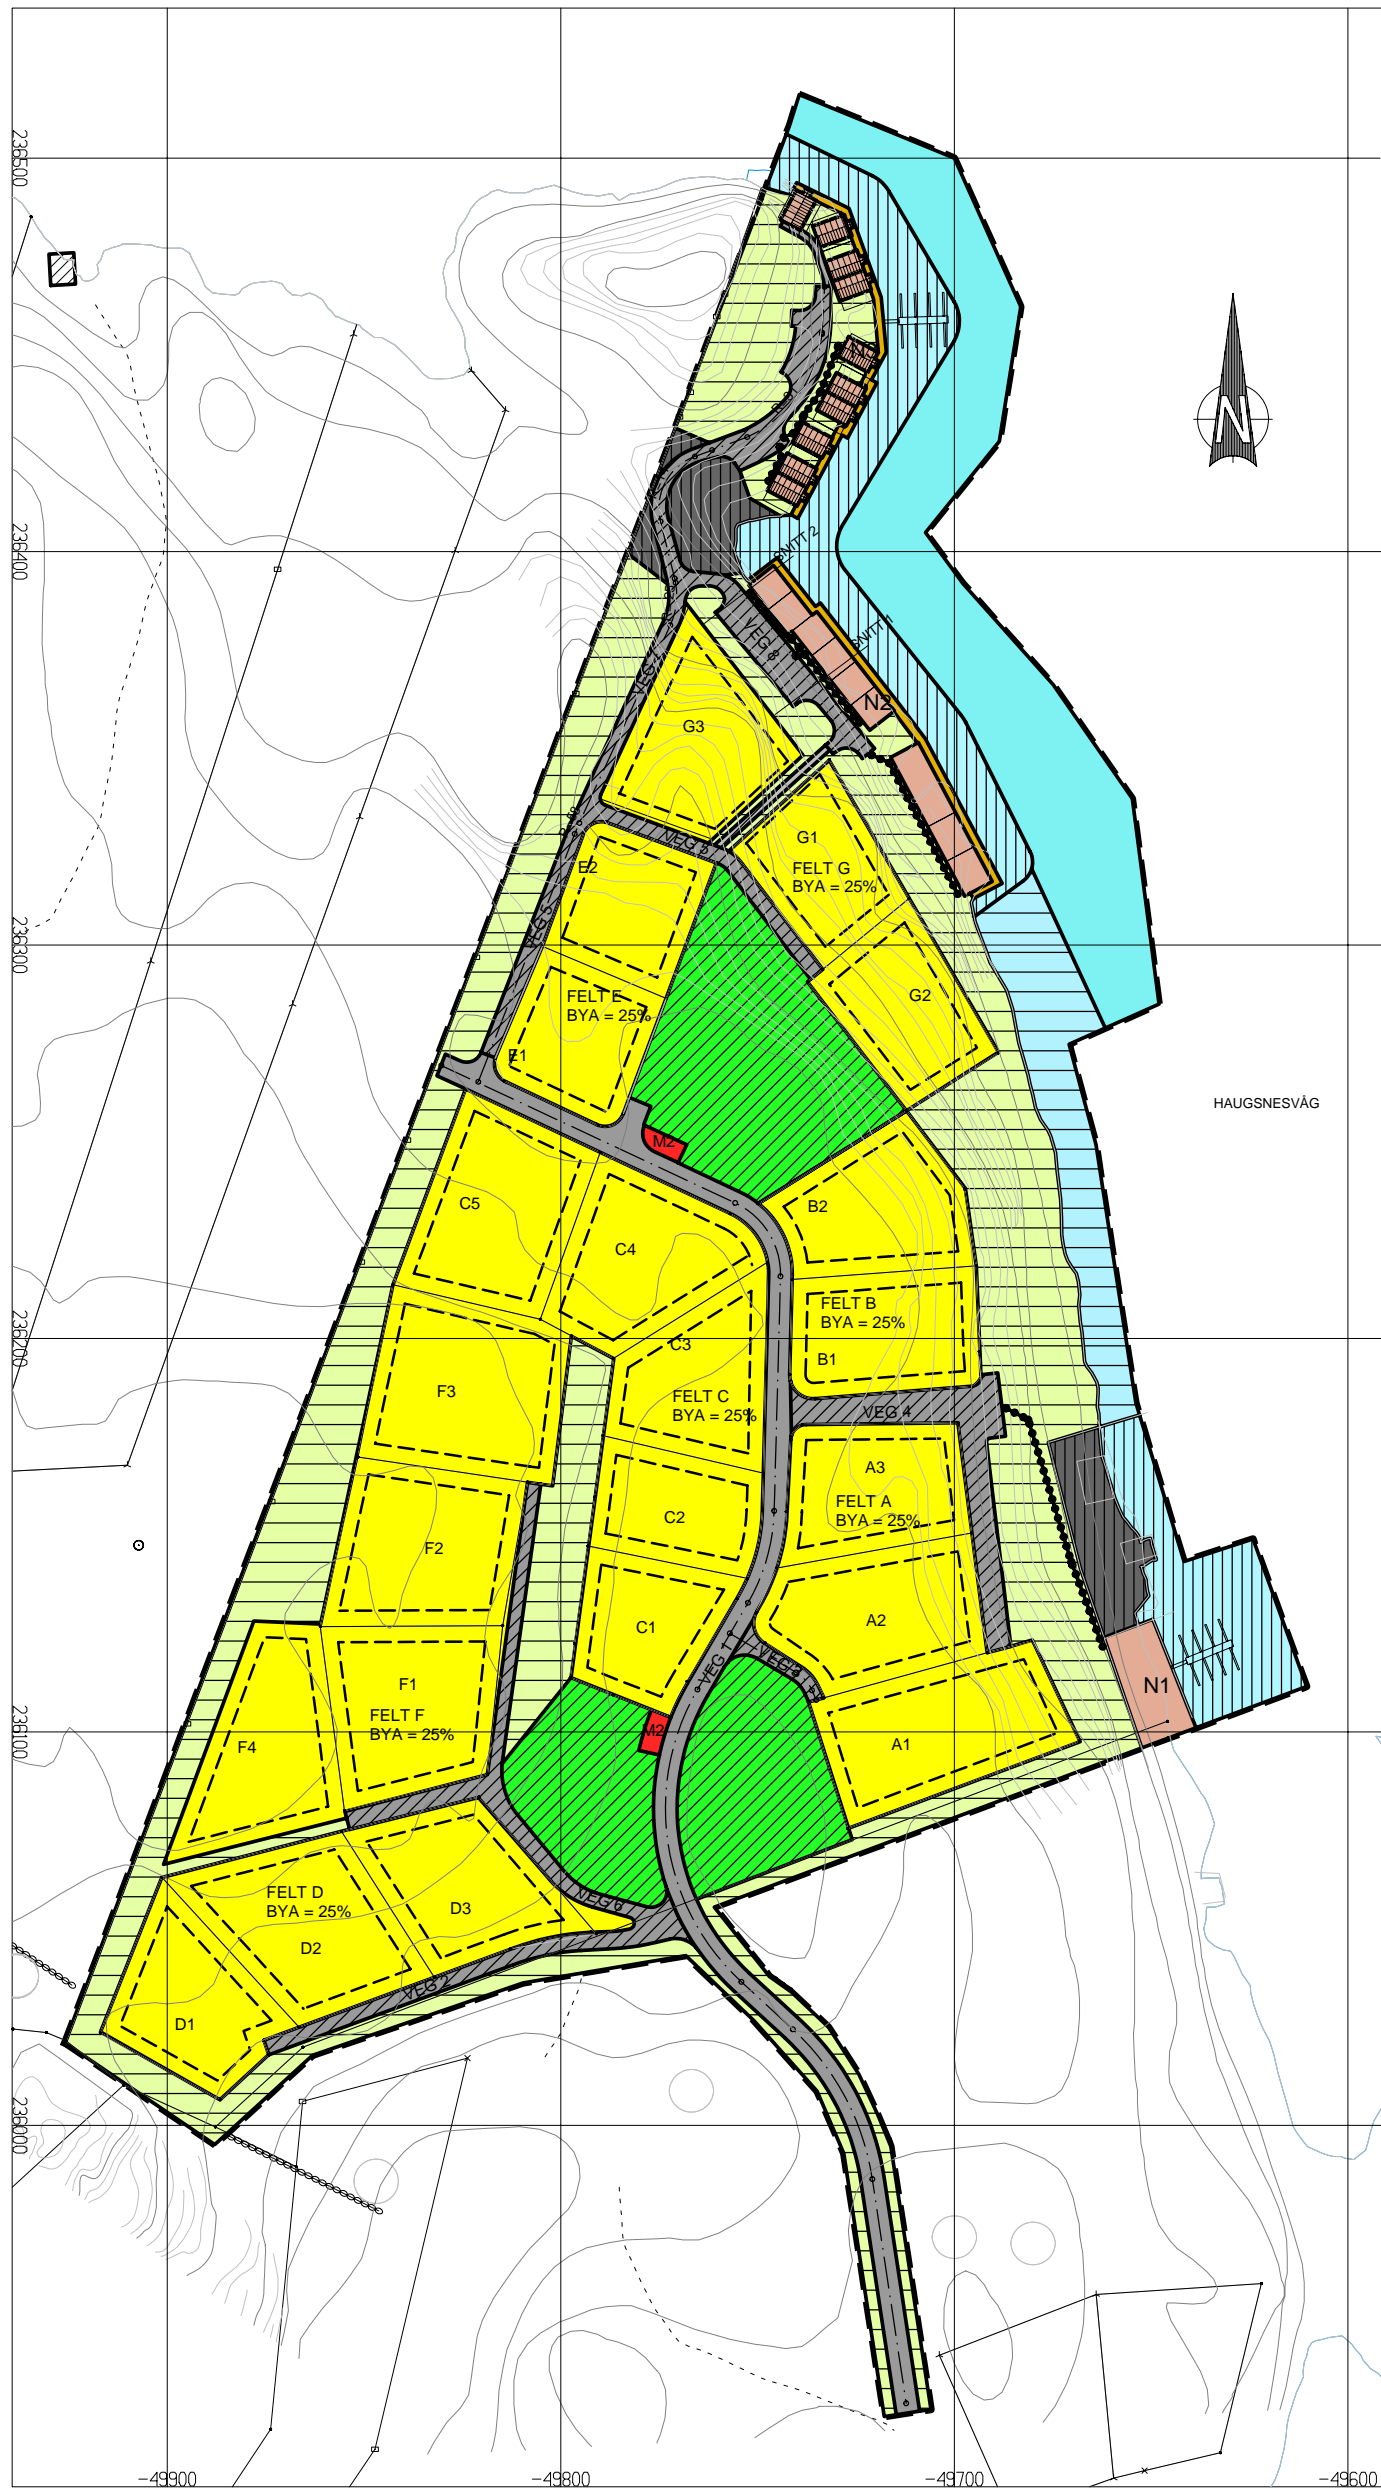 236500
N
236400
SNITT 2
SNITT 1
VEG 8
N2
VEG 7
G3
VEG 5
G1
FELT G
BYA = 25%
E2
VEG 5
236300
G2
FELT E
BYA = 25%
E1
HAUGSNESVÅG
M2
C5
B2
C4
FELT B
BYA = 25%
236200
C3
B1
F3
FELT C
BYA = 25%
VEG 4
A3
FELT A
BYA = 25%
C2
F2
A2
C1
VEG 3
VEG 1
F1
N1
FELT F
BYA = 25%
M2
236100
F4
A1
FELT D
BYA = 25%
VEG 6
D3
D2
VEG 2
D1
236000
-49900
-49800
-49700
-49600